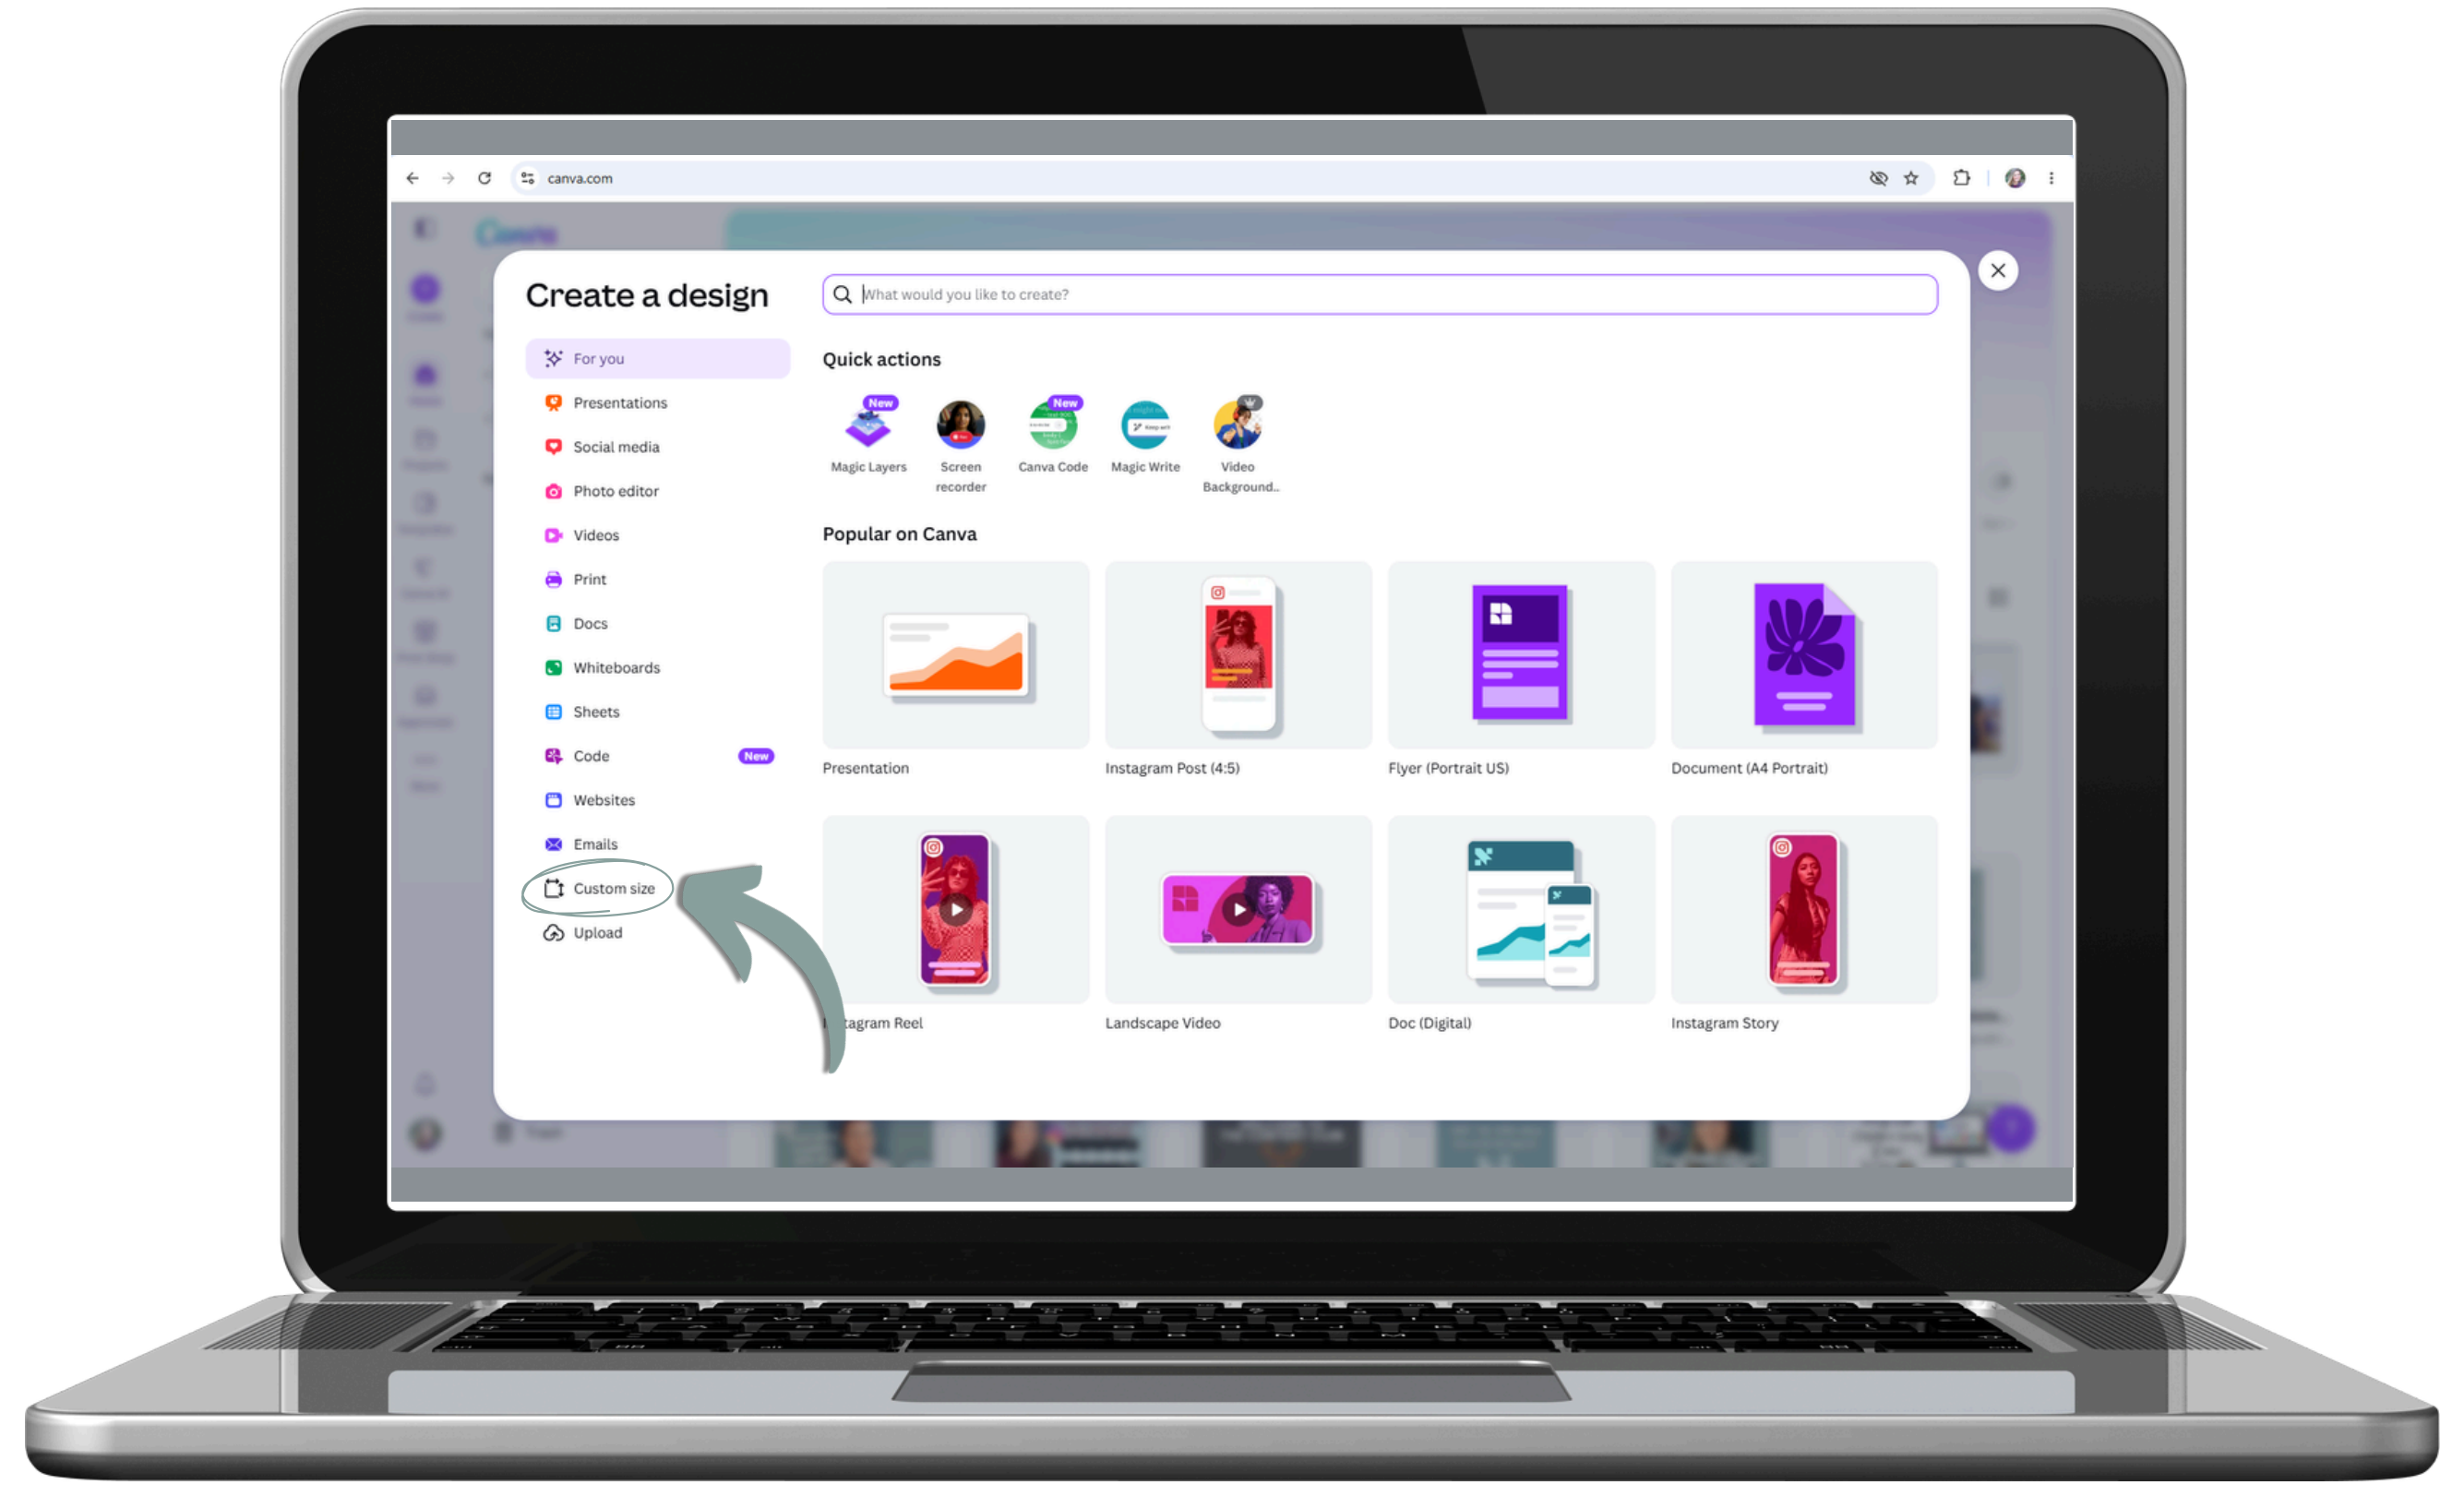 canva.com
Canva
Create a design
What would you like to create?
For you
Presentations
Social media
Photo editor
Videos
Print
Docs
Whiteboards
Sheets
Code New
Websites
Emails
Custom size
Upload
Quick actions
New
New
Magic Layers
Screen
recorder
Canva Code
Magic Write
Video
Background...
Popular on Canva
Presentation
Instagram Post (4:5)
Flyer (Portrait US)
Document (A4 Portrait)
tagram Reel
Landscape Video
Doc (Digital)
Instagram Story